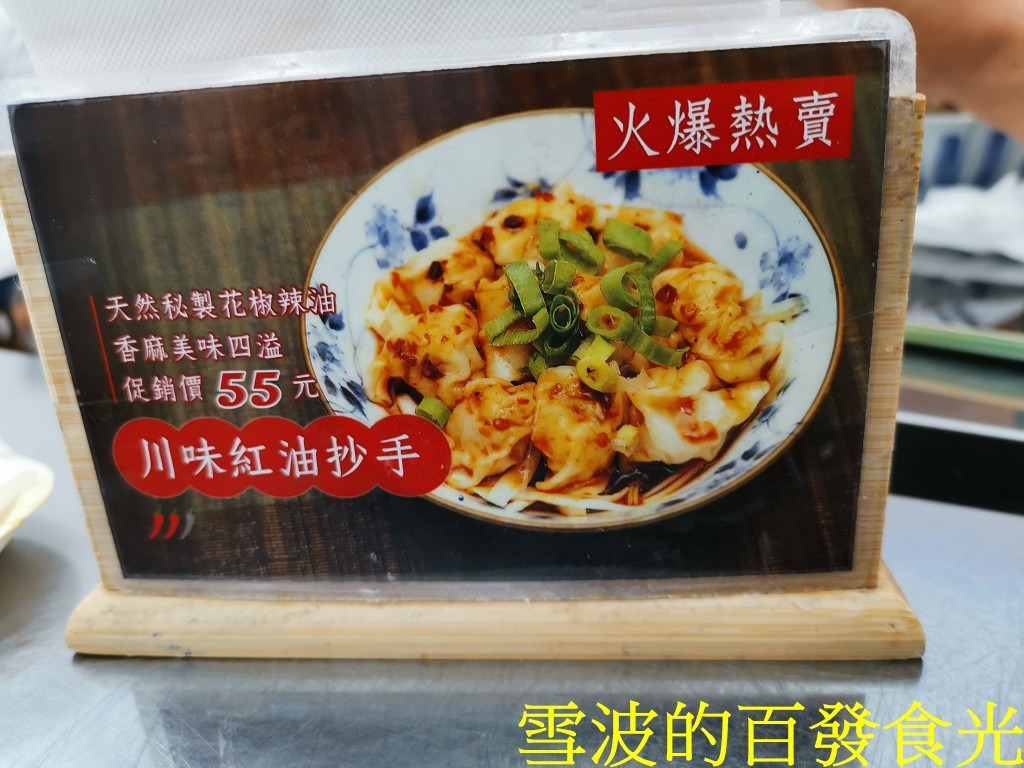 火爆熱賣
天然秘製花椒辣油
香麻美味四溢
促銷價 55 元
川味紅油抄手
雪波的百發食光